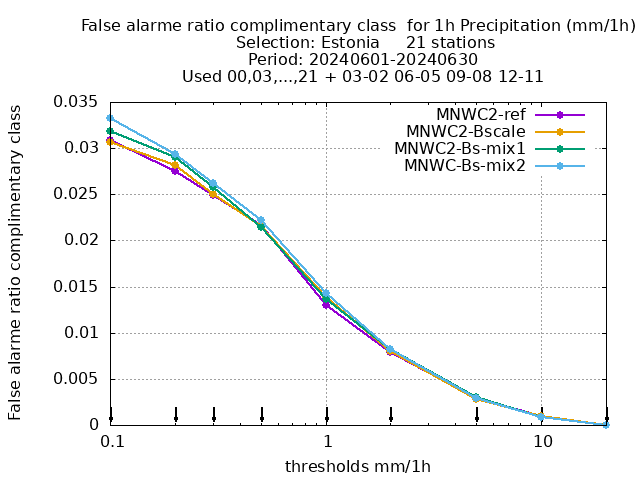 False alarme ratio complimentary class  for 1h Precipitation (mm/1h)
Selection: Estonia     21 stations
Period: 20240601-20240630
Used 00,03,...,21 + 03-02 06-05 09-08 12-11
False alarme ratio complimentary class
0.035
0.03
0.025
0.02
0.015
0.01
0.005
0
MNWC2-ref
MNWC2-Bscale
MNWC2-Bs-mix1
MNWC-Bs-mix2
0.1
1
10
thresholds mm/1h